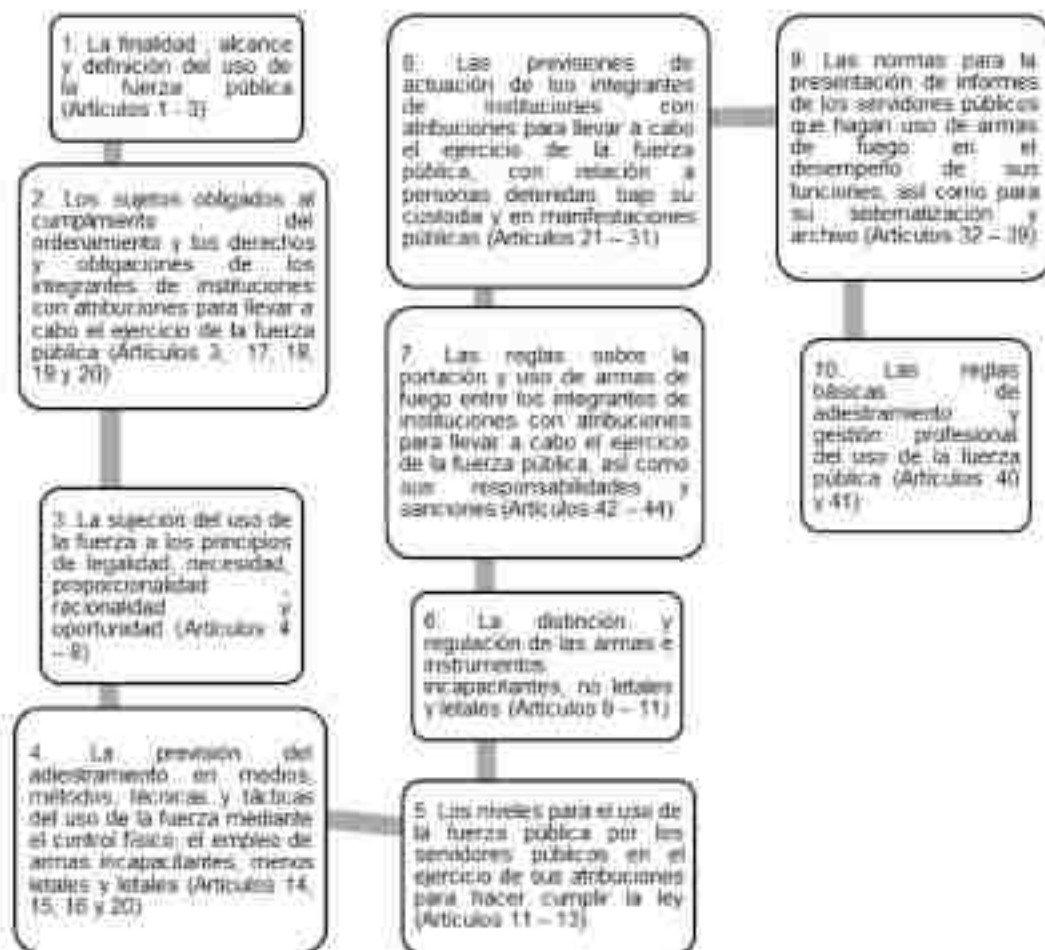 1. La finalidad , alcance
y definición del uso de
la fuerza pública
(Artículos 1 - 3)
2. Los sujetos obligados al
cumplimiento del
ordenamiento y los derechos
y obligaciones de los
integrantes de instituciones
con atribuciones para llevar a
cabo el ejercicio de la fuerza
pública (Artículos 3, 17, 18,
19 y 20)
3. La sujeción del uso de
la fuerza a los principios
de legalidad, necesidad,
proporcionalidad ,
racionalidad y
oportunidad (Artículos 4
– 8)
4. La previsión del
adiestramiento en medios,
métodos, técnicas y tácticas
del uso de la fuerza mediante
el control físico, el empleo de
armas incapacitantes, menos
letales y letales (Artículos 14,
15, 16 y 20)
5. Los niveles para el uso de
la fuerza pública por los
servidores públicos en el
ejercicio de sus atribuciones
para hacer cumplir la ley
(Artículos 11 – 13)
6. La distinción y
regulación de las armas e
instrumentos
incapacitantes, no letales
y letales (Artículos 9 – 11)
7. Las reglas sobre la
portación y uso de armas de
fuego entre los integrantes de
instituciones con atribuciones
para llevar a cabo el ejercicio
de la fuerza pública, así como
sus responsabilidades y
sanciones (Artículos 42 – 44)
8. Las previsiones de
actuación de los integrantes
de instituciones con
atribuciones para llevar a cabo
el ejercicio de la fuerza
pública, con relación a
personas detenidas bajo su
custodia y en manifestaciones
públicas (Artículos 21 – 31)
9. Las normas para la
presentación de informes
de los servidores públicos
que hagan uso de armas
de fuego en el
desempeño de sus
funciones, así como para
su sistematización y
archivo (Artículos 32 – 39)
10. Las reglas
básicas de
adiestramiento y
gestión profesional
del uso de la fuerza
pública (Artículos 40
y 41)